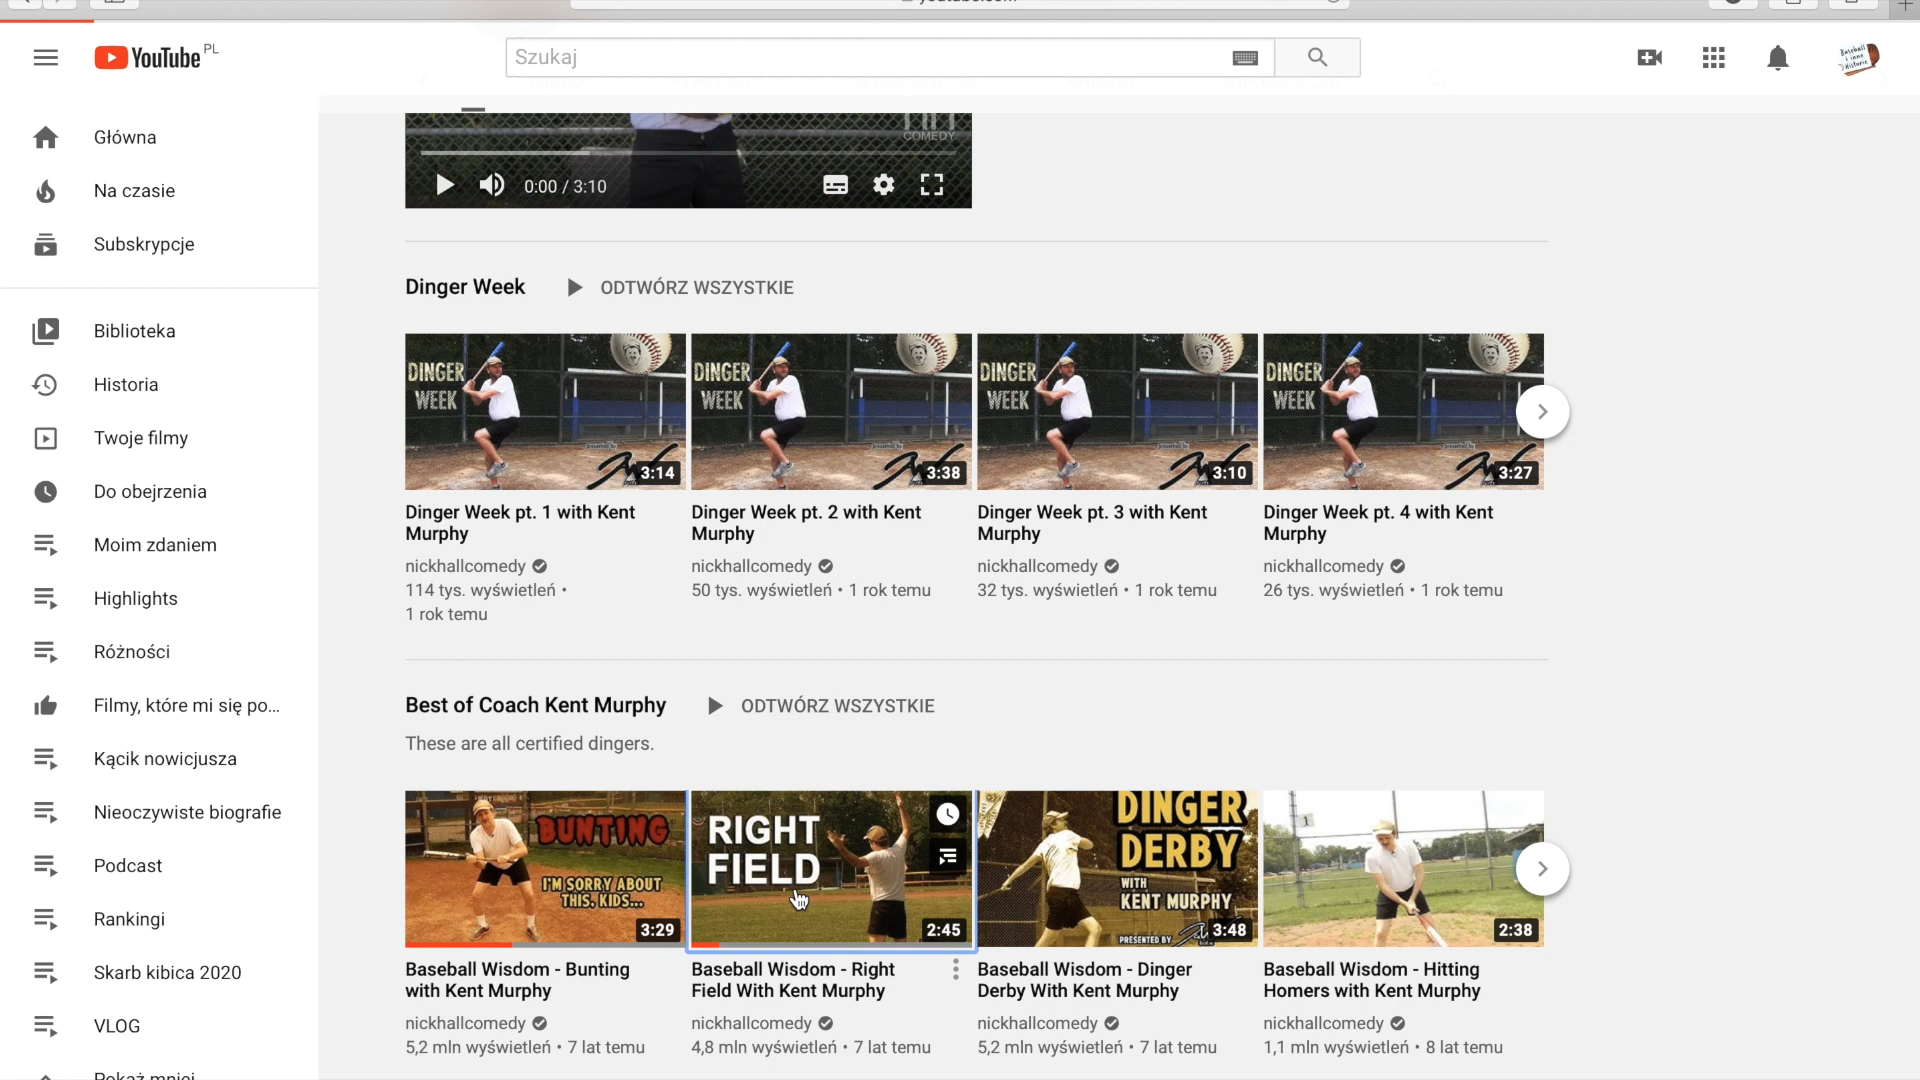 YouTube PL
Szukaj
Baseball
i inne
Historie
Główna
Na czasie
Subskrypcje
Biblioteka
Historia
Twoje filmy
Do obejrzenia
Moim zdaniem
Highlights
Różności
Filmy, które mi się po...
Kącik nowicjusza
Nieoczywiste biografie
Podcast
Rankingi
Skarb kibica 2020
VLOG
Pokaż mniej
COMEDY
0:00 / 3:10
Dinger Week
ODTWÓRZ WSZYSTKIE
DINGER
WEEK
3:14
DINGER
WEEK
3:38
DINGER
WEEK
3:10
DINGER
WEEK
3:27
Dinger Week pt. 1 with Kent
Murphy
nickhallcomedy
114 tys. wyświetleń •
1 rok temu
Dinger Week pt. 2 with Kent
Murphy
nickhallcomedy
50 tys. wyświetleń • 1 rok temu
Dinger Week pt. 3 with Kent
Murphy
nickhallcomedy
32 tys. wyświetleń • 1 rok temu
Dinger Week pt. 4 with Kent
Murphy
nickhallcomedy
26 tys. wyświetleń • 1 rok temu
Best of Coach Kent Murphy
ODTWÓRZ WSZYSTKIE
These are all certified dingers.
BUNTING
I'M SORRY ABOUT
THIS, KIDS...
3:29
RIGHT
FIELD
2:45
DINGER
DERBY
WITH
KENT MURPHY
PRESENTED BY
3:48
1
2:38
Baseball Wisdom - Bunting
with Kent Murphy
nickhallcomedy
5,2 mln wyświetleń • 7 lat temu
Baseball Wisdom - Right
Field With Kent Murphy
nickhallcomedy
4,8 mln wyświetleń • 7 lat temu
Baseball Wisdom - Dinger
Derby With Kent Murphy
nickhallcomedy
5,2 mln wyświetleń • 7 lat temu
Baseball Wisdom - Hitting
Homers with Kent Murphy
nickhallcomedy
1,1 mln wyświetleń • 8 lat temu